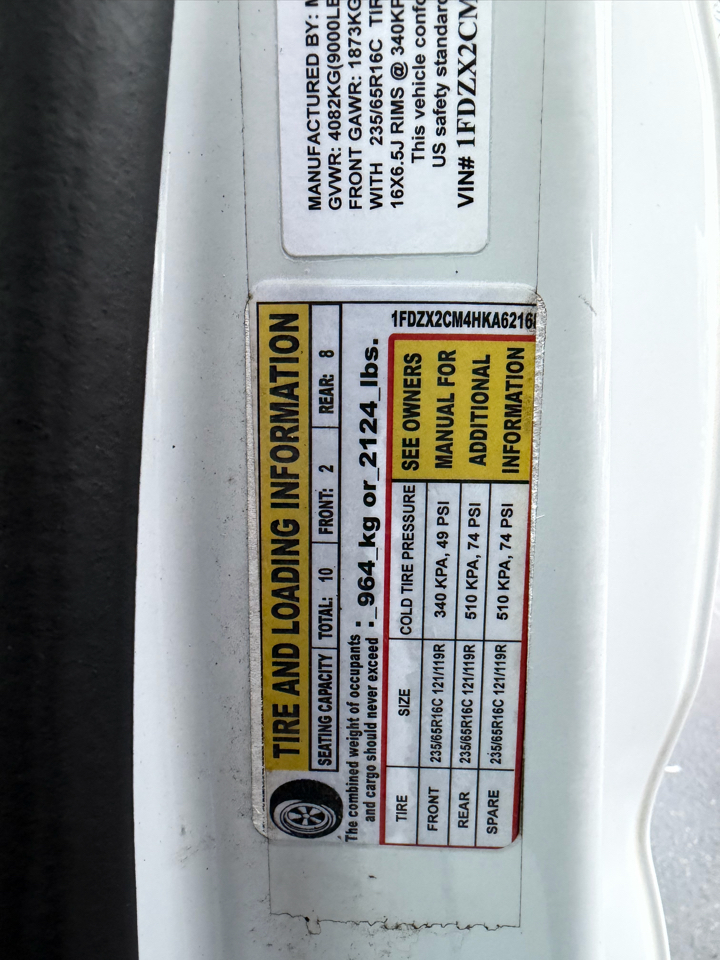 TIRE AND LOADING INFORMATION
SEATING CAPACITY TOTAL: 10 FRONT: 2 REAR: 8
The combined weight of occupants
and cargo should never exceed : 964 kg or 2124 lbs.
1FDZX2CM4HKA6216
TIRE SIZE COLD TIRE PRESSURE
FRONT 235/65R16C 121/119R 340 KPA, 49 PSI
REAR 235/65R16C 121/119R 510 KPA, 74 PSI
SPARE 235/65R16C 121/119R 510 KPA, 74 PSI
SEE OWNERS
MANUAL FOR
ADDITIONAL
INFORMATION
MANUFACTURED BY:
GVWR: 4082KG(9000LB
FRONT GAWR: 1873KG
WITH 235/65R16C TIR
16X6.5J RIMS @ 340KP
This vehicle confo
US safety standard
VIN# 1FDZX2CM